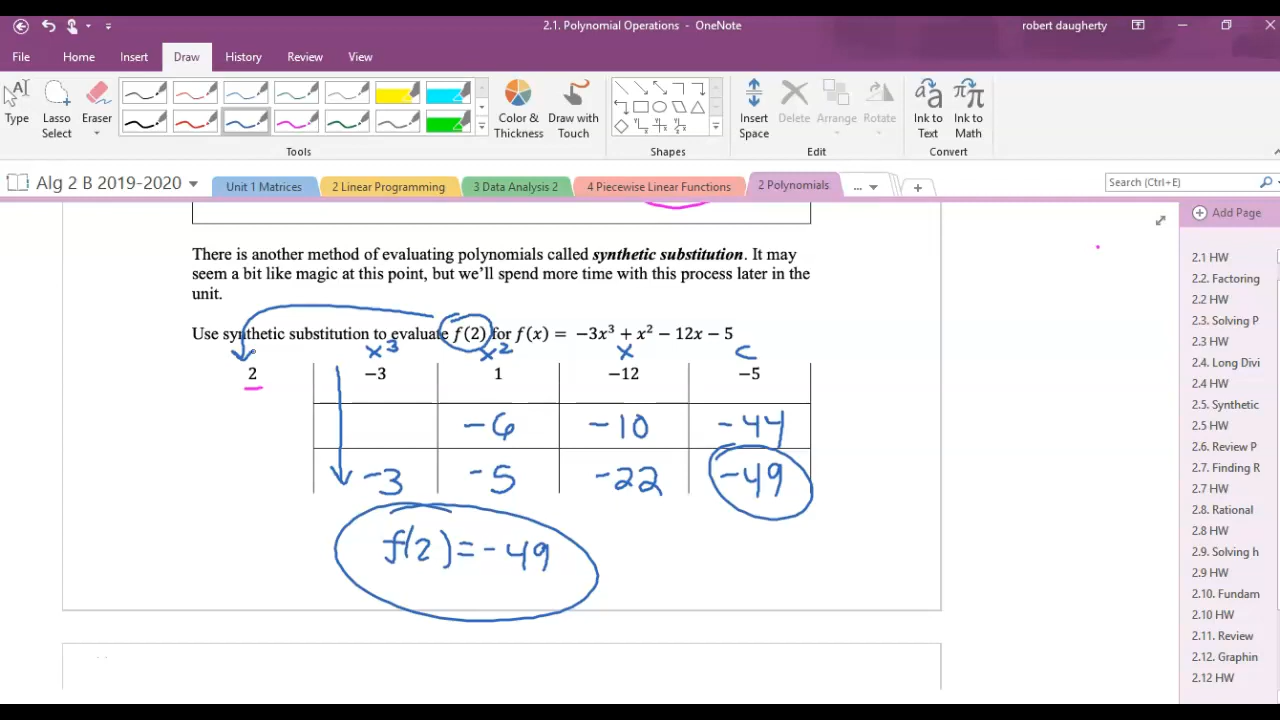 2.1. Polynomial Operations - OneNote
robert daugherty
File Home Insert Draw History Review View
Type
Lasso Select
Eraser
Color & Thickness
Draw with Touch
Insert Space
Delete
Arrange
Rotate
Ink to Text
Ink to Math
Tools Shapes Edit Convert
Alg 2 B 2019-2020
Unit 1 Matrices 2 Linear Programming 3 Data Analysis 2 4 Piecewise Linear Functions 2 Polynomials ... +
Search (Ctrl+E)
Add Page
There is another method of evaluating polynomials called synthetic substitution. It may
seem a bit like magic at this point, but we'll spend more time with this process later in the
unit.
Use synthetic substitution to evaluate f(2) for f(x) = −3x³ + x² − 12x − 5
x³ x² x c
2 −3 1 −12 −5
-6 -10 -44
-3 -5 -22 -49
f(2) = -49
2.1 HW
2.2. Factoring
2.2 HW
2.3. Solving P
2.3 HW
2.4. Long Divi
2.4 HW
2.5. Synthetic
2.5 HW
2.6. Review P
2.7. Finding R
2.7 HW
2.8. Rational
2.8 HW
2.9. Solving h
2.9 HW
2.10. Fundam
2.10 HW
2.11. Review
2.12. Graphin
2.12 HW